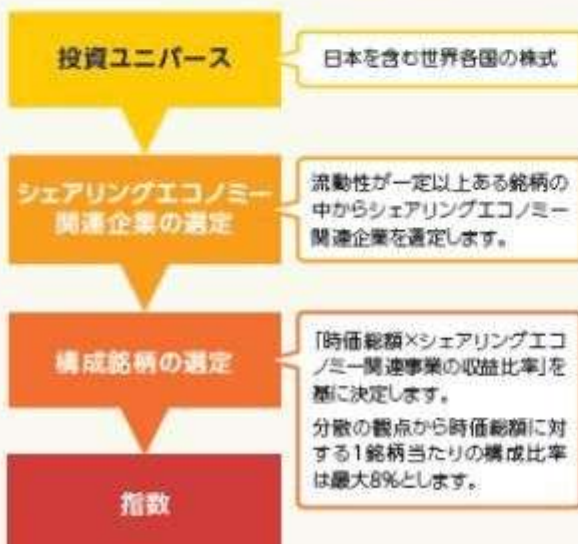 投資ユニバース
日本を含む世界各国の株式
シェアリングエコノミー
関連企業の選定
流動性が一定以上ある銘柄の
中からシェアリングエコノミー
関連企業を選定します。
構成銘柄の選定
「時価総額×シェアリングエコ
ノミー関連事業の収益比率」を
基に決定します。
分散の観点から時価総額に対
する1銘柄当たりの構成比率
は最大8%とします。
指数